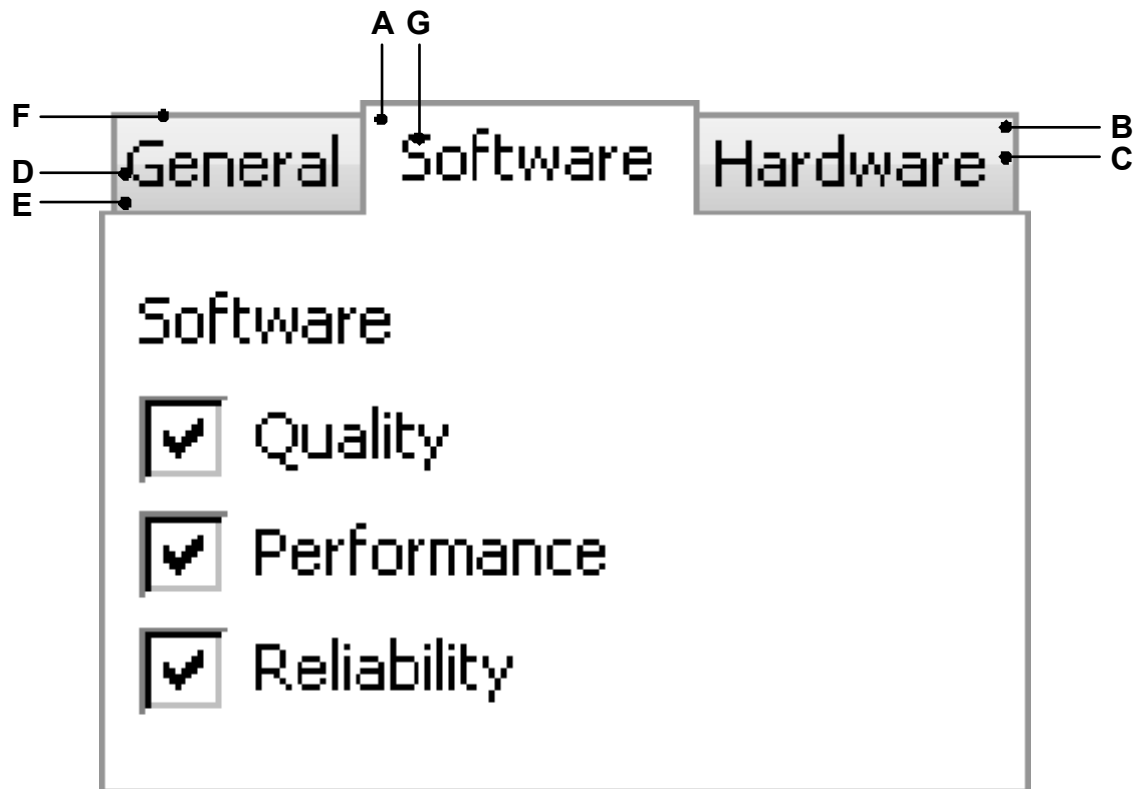 A G
F
B
General Software Hardware
D
C
E
Software
Quality
Performance
Reliability